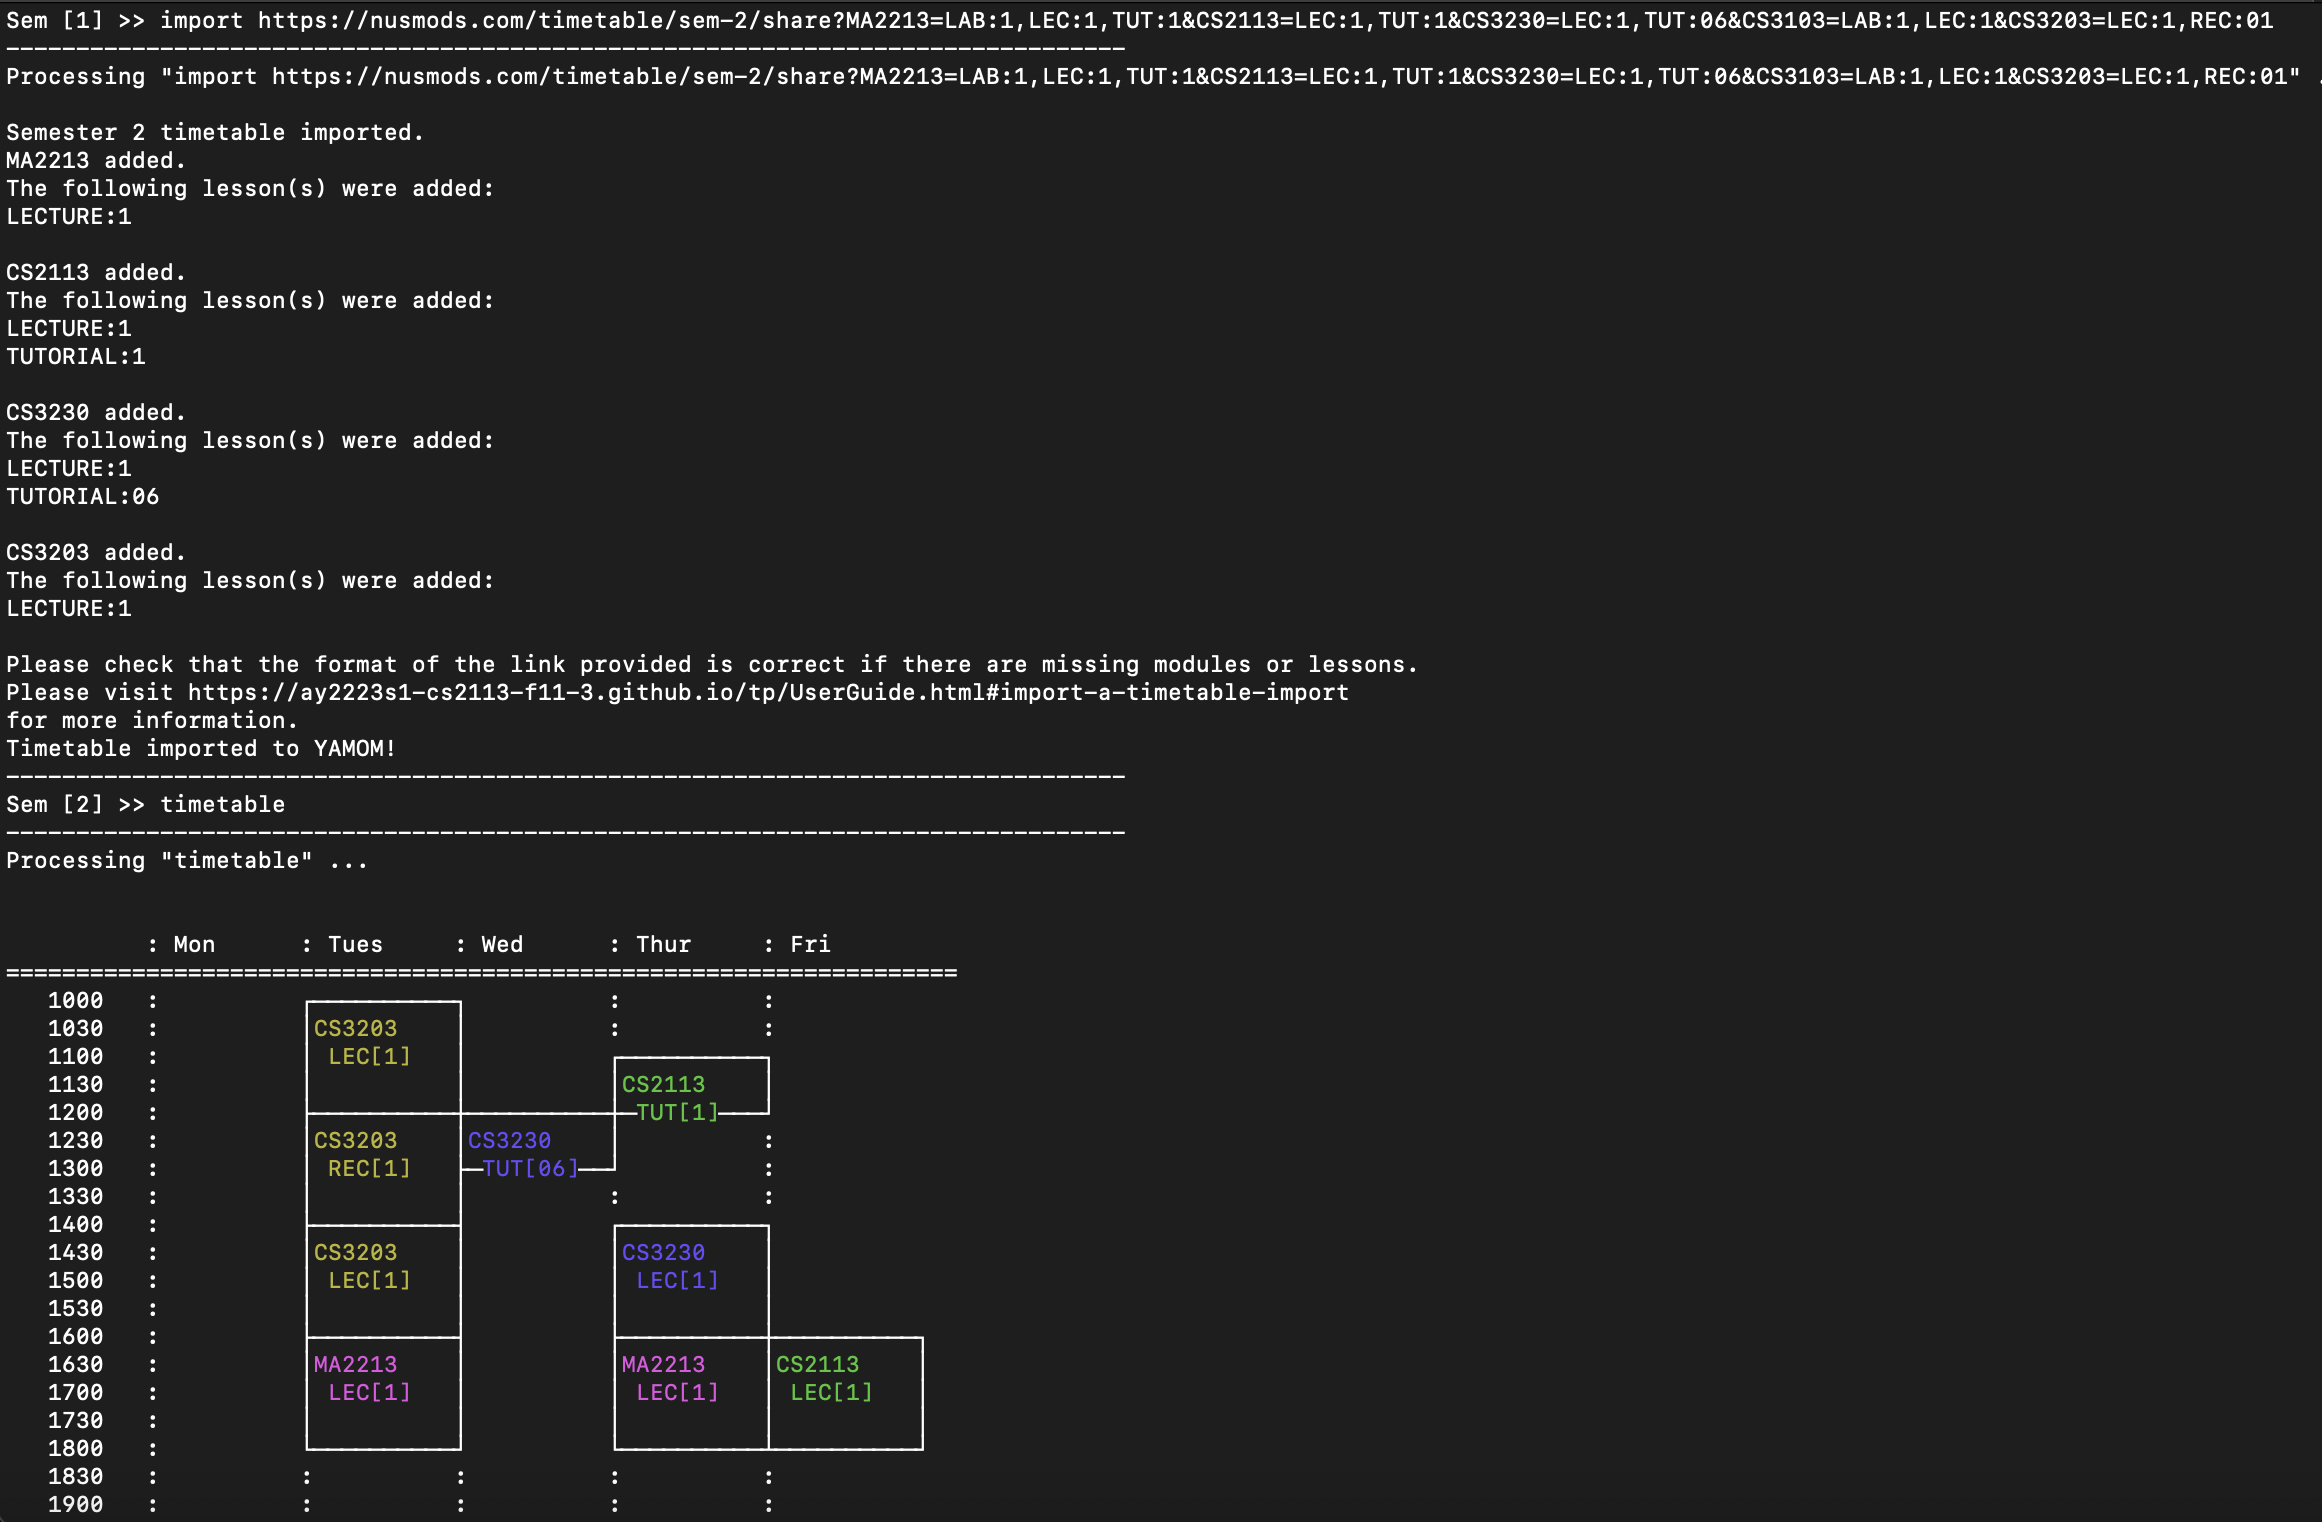 Sem [1] >> import https://nusmods.com/timetable/sem-2/share?MA2213=LAB:1,LEC:1,TUT:1&CS2113=LEC:1,TUT:1&CS3230=LEC:1,TUT:06&CS3103=LAB:1,LEC:1&CS3203=LEC:1,REC:01
Processing "import https://nusmods.com/timetable/sem-2/share?MA2213=LAB:1,LEC:1,TUT:1&CS2113=LEC:1,TUT:1&CS3230=LEC:1,TUT:06&CS3103=LAB:1,LEC:1&CS3203=LEC:1,REC:01" .
Semester 2 timetable imported.
MA2213 added.
The following lesson(s) were added:
LECTURE:1
CS2113 added.
The following lesson(s) were added:
LECTURE:1
TUTORIAL:1
CS3230 added.
The following lesson(s) were added:
LECTURE:1
TUTORIAL:06
CS3203 added.
The following lesson(s) were added:
LECTURE:1
Please check that the format of the link provided is correct if there are missing modules or lessons.
Please visit https://ay2223s1-cs2113-f11-3.github.io/tp/UserGuide.html#import-a-timetable-import
for more information.
Timetable imported to YAMOM!
Sem [2] >> timetable
Processing "timetable" ...
: Mon : Tues : Wed : Thur : Fri
1000 : : :
1030 : CS3203 : :
1100 : LEC[1]
1130 : CS2113
1200 : TUT[1]
1230 : CS3203 CS3230 :
1300 : REC[1] TUT[06] :
1330 : : :
1400 :
1430 : CS3203 CS3230
1500 : LEC[1] LEC[1]
1530 :
1600 :
1630 : MA2213 MA2213 CS2113
1700 : LEC[1] LEC[1] LEC[1]
1730 :
1800 :
1830 : : : : :
1900 : : : : :